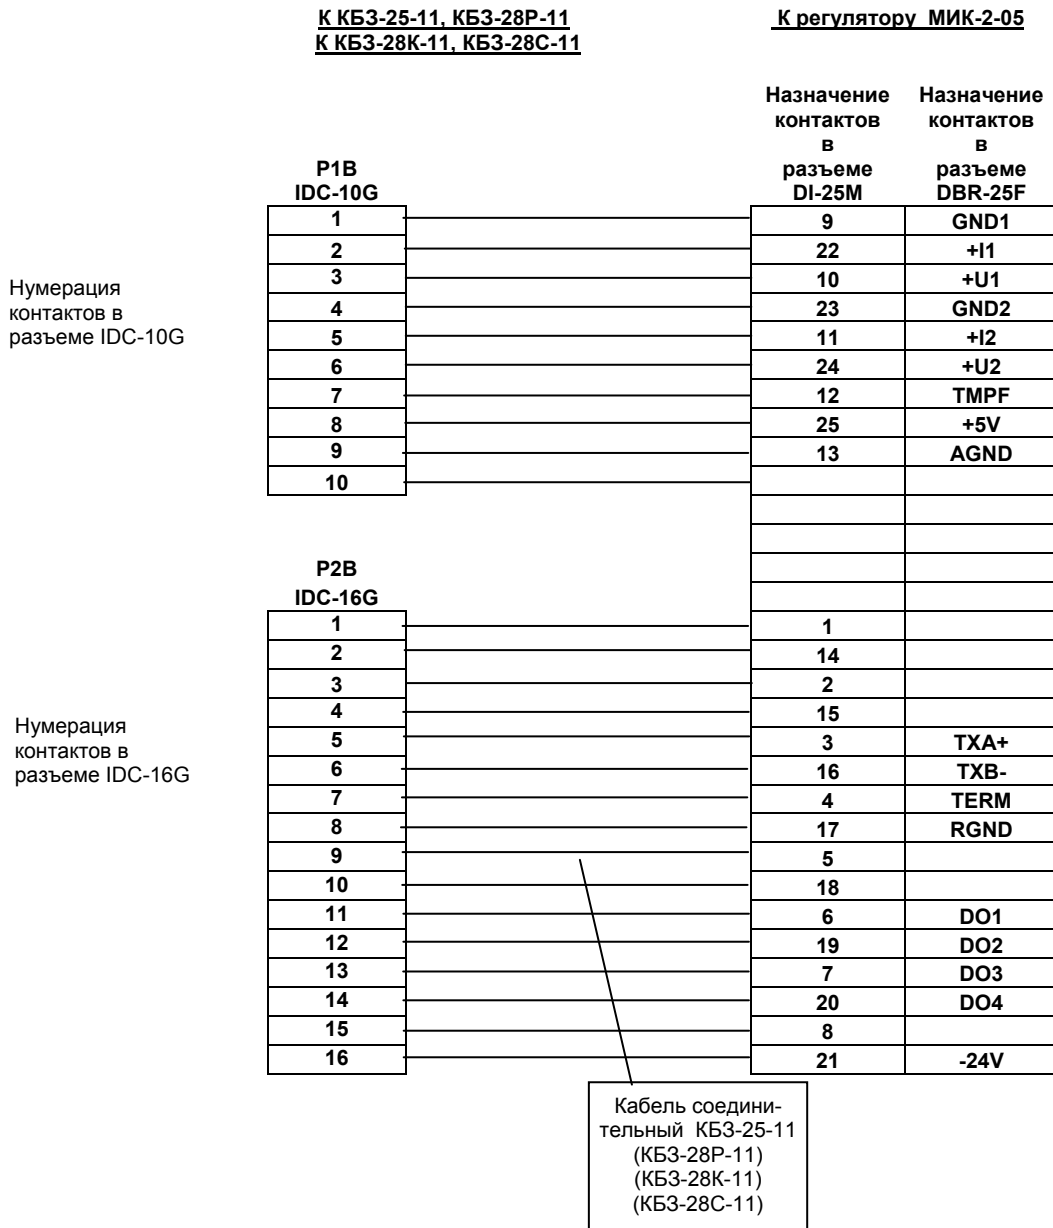 К КБЗ-25-11, КБЗ-28Р-11
К КБЗ-28К-11, КБЗ-28С-11
К регулятору МИК-2-05
Назначение
контактов
в
разъеме
DI-25M
Назначение
контактов
в
разъеме
DBR-25F
P1B
IDC-10G
1 9 GND1
2 22 +I1
3 10 +U1
4 23 GND2
5 11 +I2
6 24 +U2
7 12 TMPF
8 25 +5V
9 13 AGND
10
Нумерация
контактов в
разъеме IDC-10G
P2B
IDC-16G
1 1
2 14
3 2
4 15
5 3 TXA+
6 16 TXB-
7 4 TERM
8 17 RGND
9 5
10 18
11 6 DO1
12 19 DO2
13 7 DO3
14 20 DO4
15 8
16 21 -24V
Нумерация
контактов в
разъеме IDC-16G
Кабель соедини-
тельный КБЗ-25-11
(КБЗ-28Р-11)
(КБЗ-28К-11)
(КБЗ-28С-11)